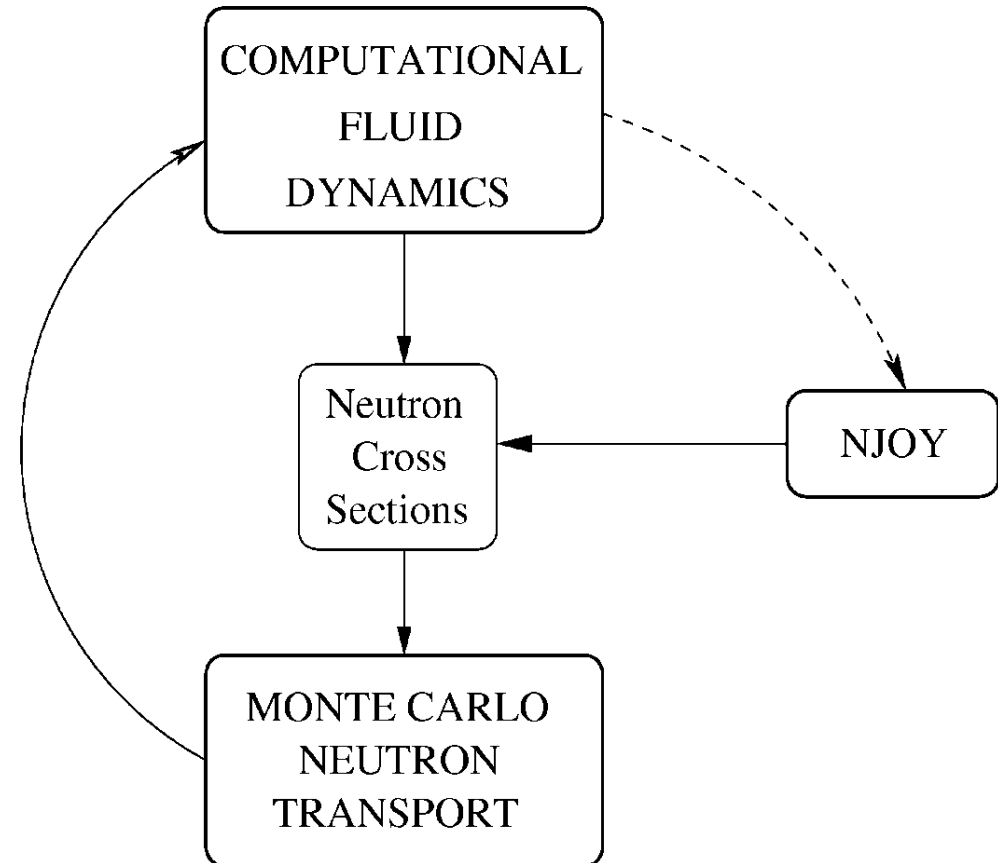 COMPUTATIONAL
FLUID
DYNAMICS
Neutron
Cross
Sections
NJOY
MONTE CARLO
NEUTRON
TRANSPORT